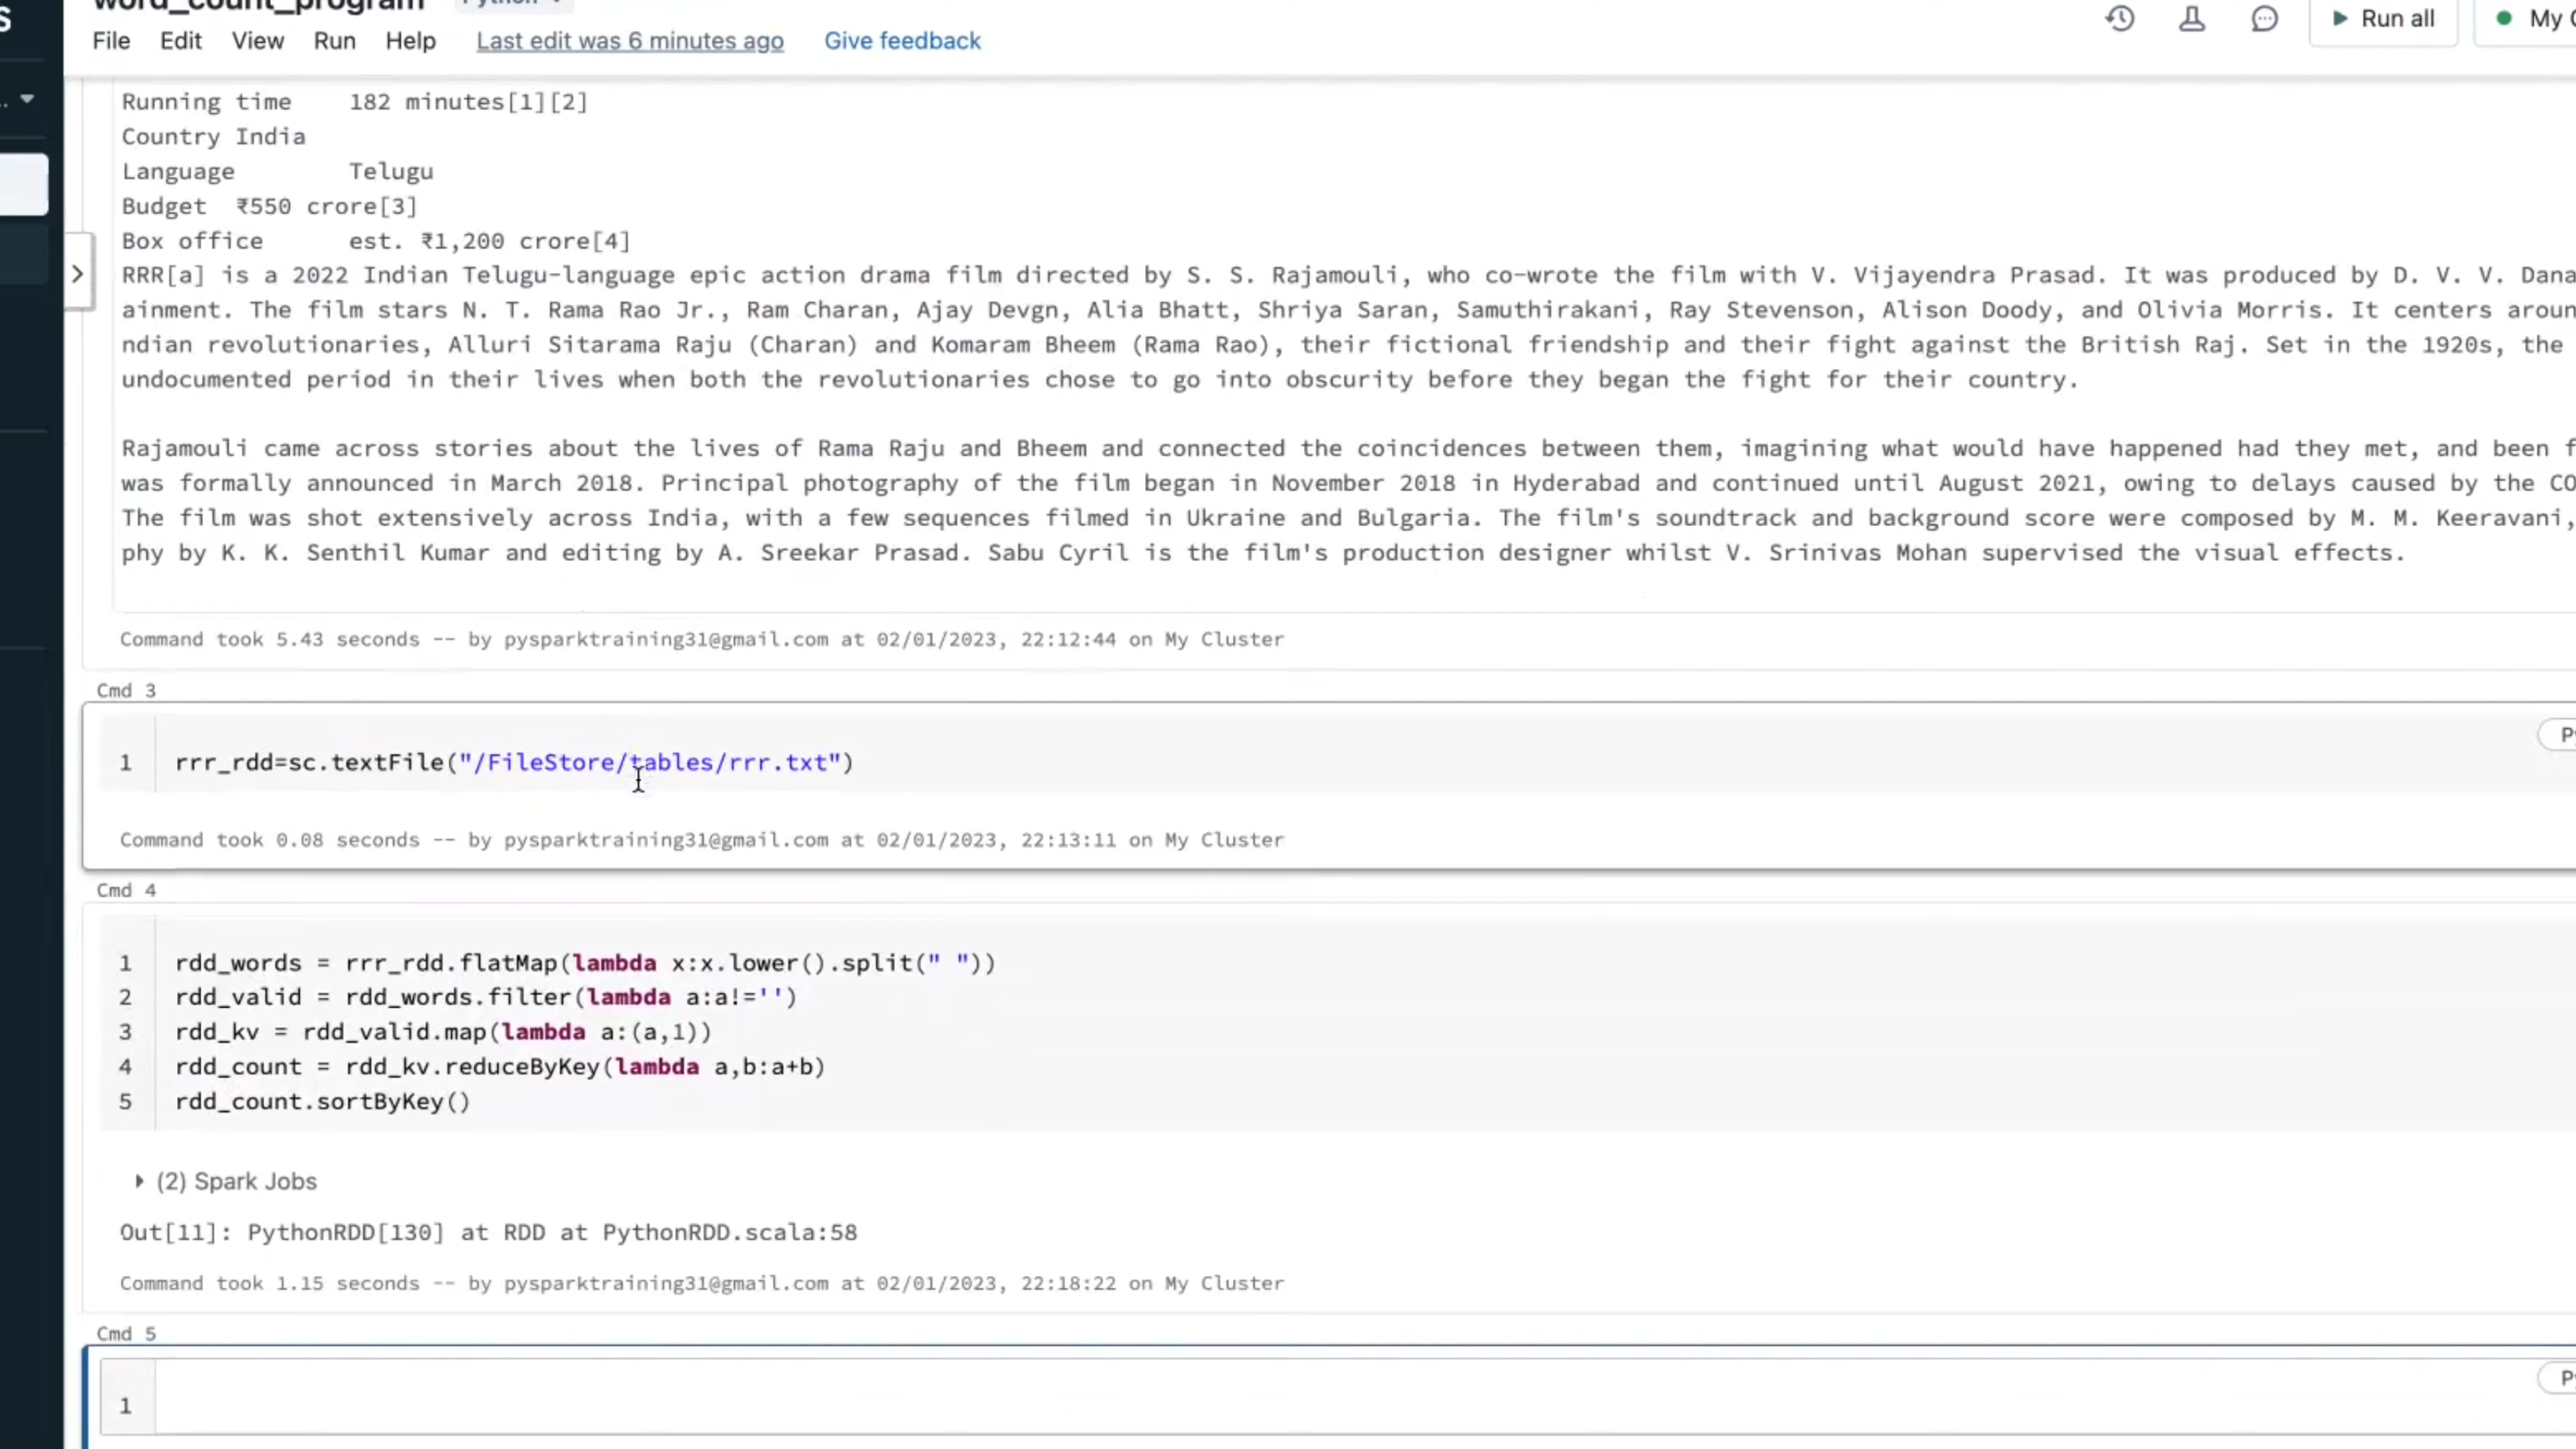 word_count_program Python
File Edit View Run Help Last edit was 6 minutes ago Give feedback
Run all My
Running time 182 minutes[1][2]
Country India
Language Telugu
Budget ₹550 crore[3]
Box office est. ₹1,200 crore[4]
RRR[a] is a 2022 Indian Telugu-language epic action drama film directed by S. S. Rajamouli, who co-wrote the film with V. Vijayendra Prasad. It was produced by D. V. V. Dana
ainment. The film stars N. T. Rama Rao Jr., Ram Charan, Ajay Devgn, Alia Bhatt, Shriya Saran, Samuthirakani, Ray Stevenson, Alison Doody, and Olivia Morris. It centers aroun
ndian revolutionaries, Alluri Sitarama Raju (Charan) and Komaram Bheem (Rama Rao), their fictional friendship and their fight against the British Raj. Set in the 1920s, the
undocumented period in their lives when both the revolutionaries chose to go into obscurity before they began the fight for their country.
Rajamouli came across stories about the lives of Rama Raju and Bheem and connected the coincidences between them, imagining what would have happened had they met, and been f
was formally announced in March 2018. Principal photography of the film began in November 2018 in Hyderabad and continued until August 2021, owing to delays caused by the CO
The film was shot extensively across India, with a few sequences filmed in Ukraine and Bulgaria. The film's soundtrack and background score were composed by M. M. Keeravani,
phy by K. K. Senthil Kumar and editing by A. Sreekar Prasad. Sabu Cyril is the film's production designer whilst V. Srinivas Mohan supervised the visual effects.
Command took 5.43 seconds -- by pysparktraining31@gmail.com at 02/01/2023, 22:12:44 on My Cluster
Cmd 3
1 rrr_rdd=sc.textFile("/FileStore/tables/rrr.txt")
Command took 0.08 seconds -- by pysparktraining31@gmail.com at 02/01/2023, 22:13:11 on My Cluster
Cmd 4
1 rdd_words = rrr_rdd.flatMap(lambda x:x.lower().split(" "))
2 rdd_valid = rdd_words.filter(lambda a:a!='')
3 rdd_kv = rdd_valid.map(lambda a:(a,1))
4 rdd_count = rdd_kv.reduceByKey(lambda a,b:a+b)
5 rdd_count.sortByKey()
(2) Spark Jobs
Out[11]: PythonRDD[130] at RDD at PythonRDD.scala:58
Command took 1.15 seconds -- by pysparktraining31@gmail.com at 02/01/2023, 22:18:22 on My Cluster
Cmd 5
1